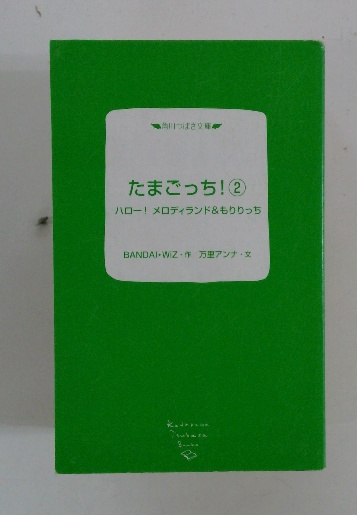 角川つばさ文庫
たまごっち!②
ハロー! メロディランド&もりりっち
BANDAI・WiZ・作 万里アンナ・文
Kadokawa
Tsubasa
Bunko